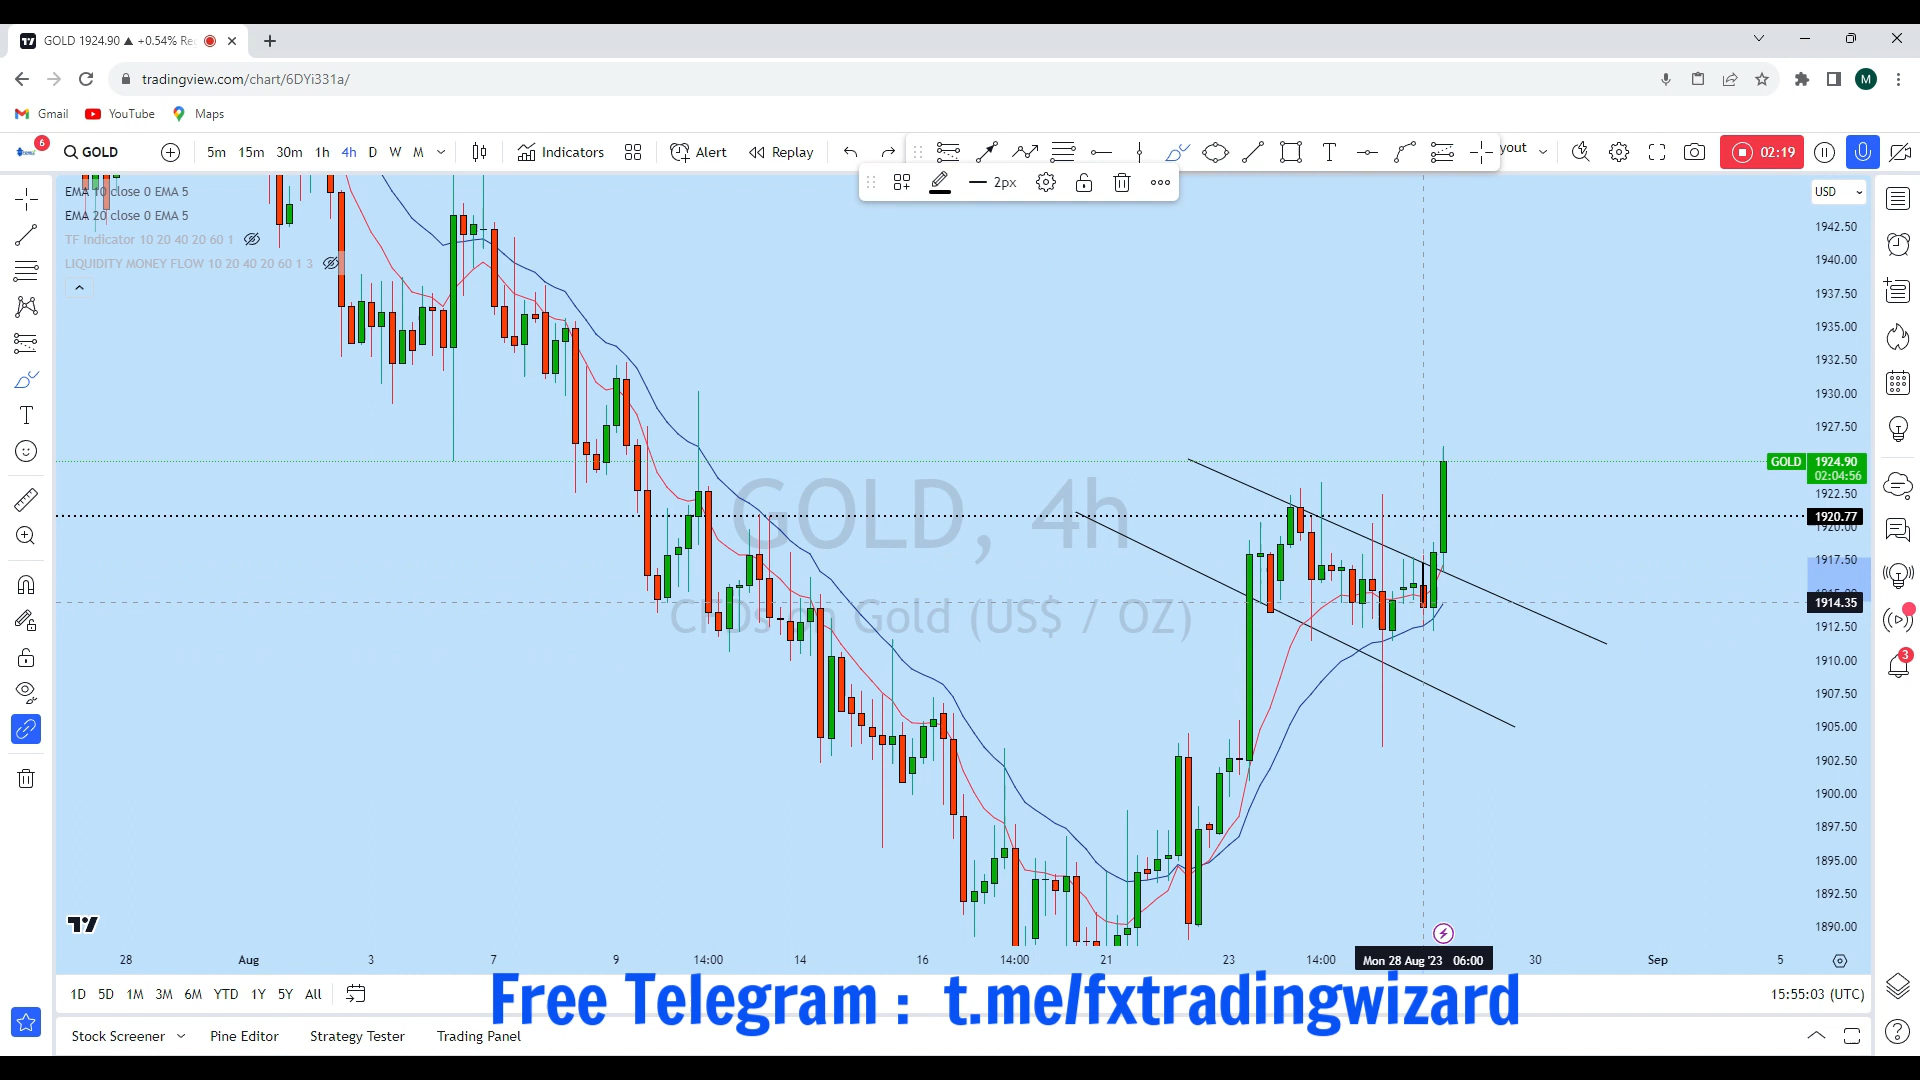 GOLD 1924.90 ▲ +0.54% Re
tradingview.com/chart/6DYi331a/
M
Gmail YouTube Maps
6
GOLD 5m 15m 30m 1h 4h D W M Indicators Alert Replay yout 02:19
2px
EMA 10 close 0 EMA 5
EMA 20 close 0 EMA 5
TF Indicator 10 20 40 20 60 1
LIQUIDITY MONEY FLOW 10 20 40 20 60 1 3
USD
1942.50
1940.00
1937.50
1935.00
1932.50
1930.00
1927.50
GOLD 1924.90
02:04:56
1922.50
1920.77
1920.00
1917.50
1914.35
1912.50
1910.00
1907.50
1905.00
1902.50
1900.00
1897.50
1895.00
1892.50
1890.00
GOLD, 4h
CFDs on Gold (US$ / OZ)
3
28 Aug 3 7 9 14:00 14 16 14:00 21 23 14:00 Mon 28 Aug '23 06:00 30 Sep 5
1D 5D 1M 3M 6M YTD 1Y 5Y All
15:55:03 (UTC)
Free Telegram : t.me/fxtradingwizard
Stock Screener Pine Editor Strategy Tester Trading Panel